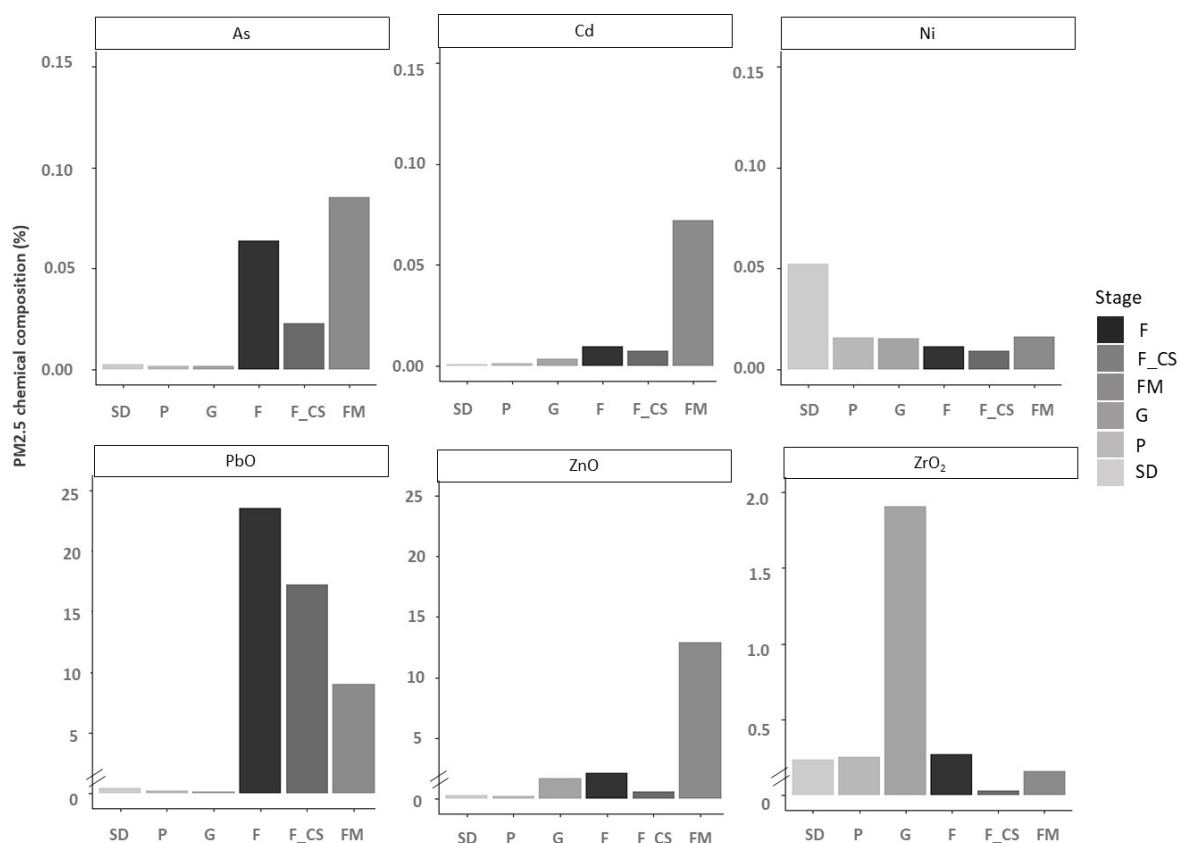 As
Cd
Ni
0.15
0.10
0.05
0.00
SD P G F F_CS FM
0.15
0.10
0.05
0.00
SD P G F F_CS FM
0.15
0.10
0.05
0.00
SD P G F F_CS FM
PM2.5 chemical composition (%)
PbO
ZnO
ZrO₂
25
20
15
10
5
0
SD P G F F_CS FM
25
20
15
10
5
0
SD P G F F_CS FM
2.0
1.5
1.0
0.5
0
SD P G F F_CS FM
Stage
F
F_CS
FM
G
P
SD